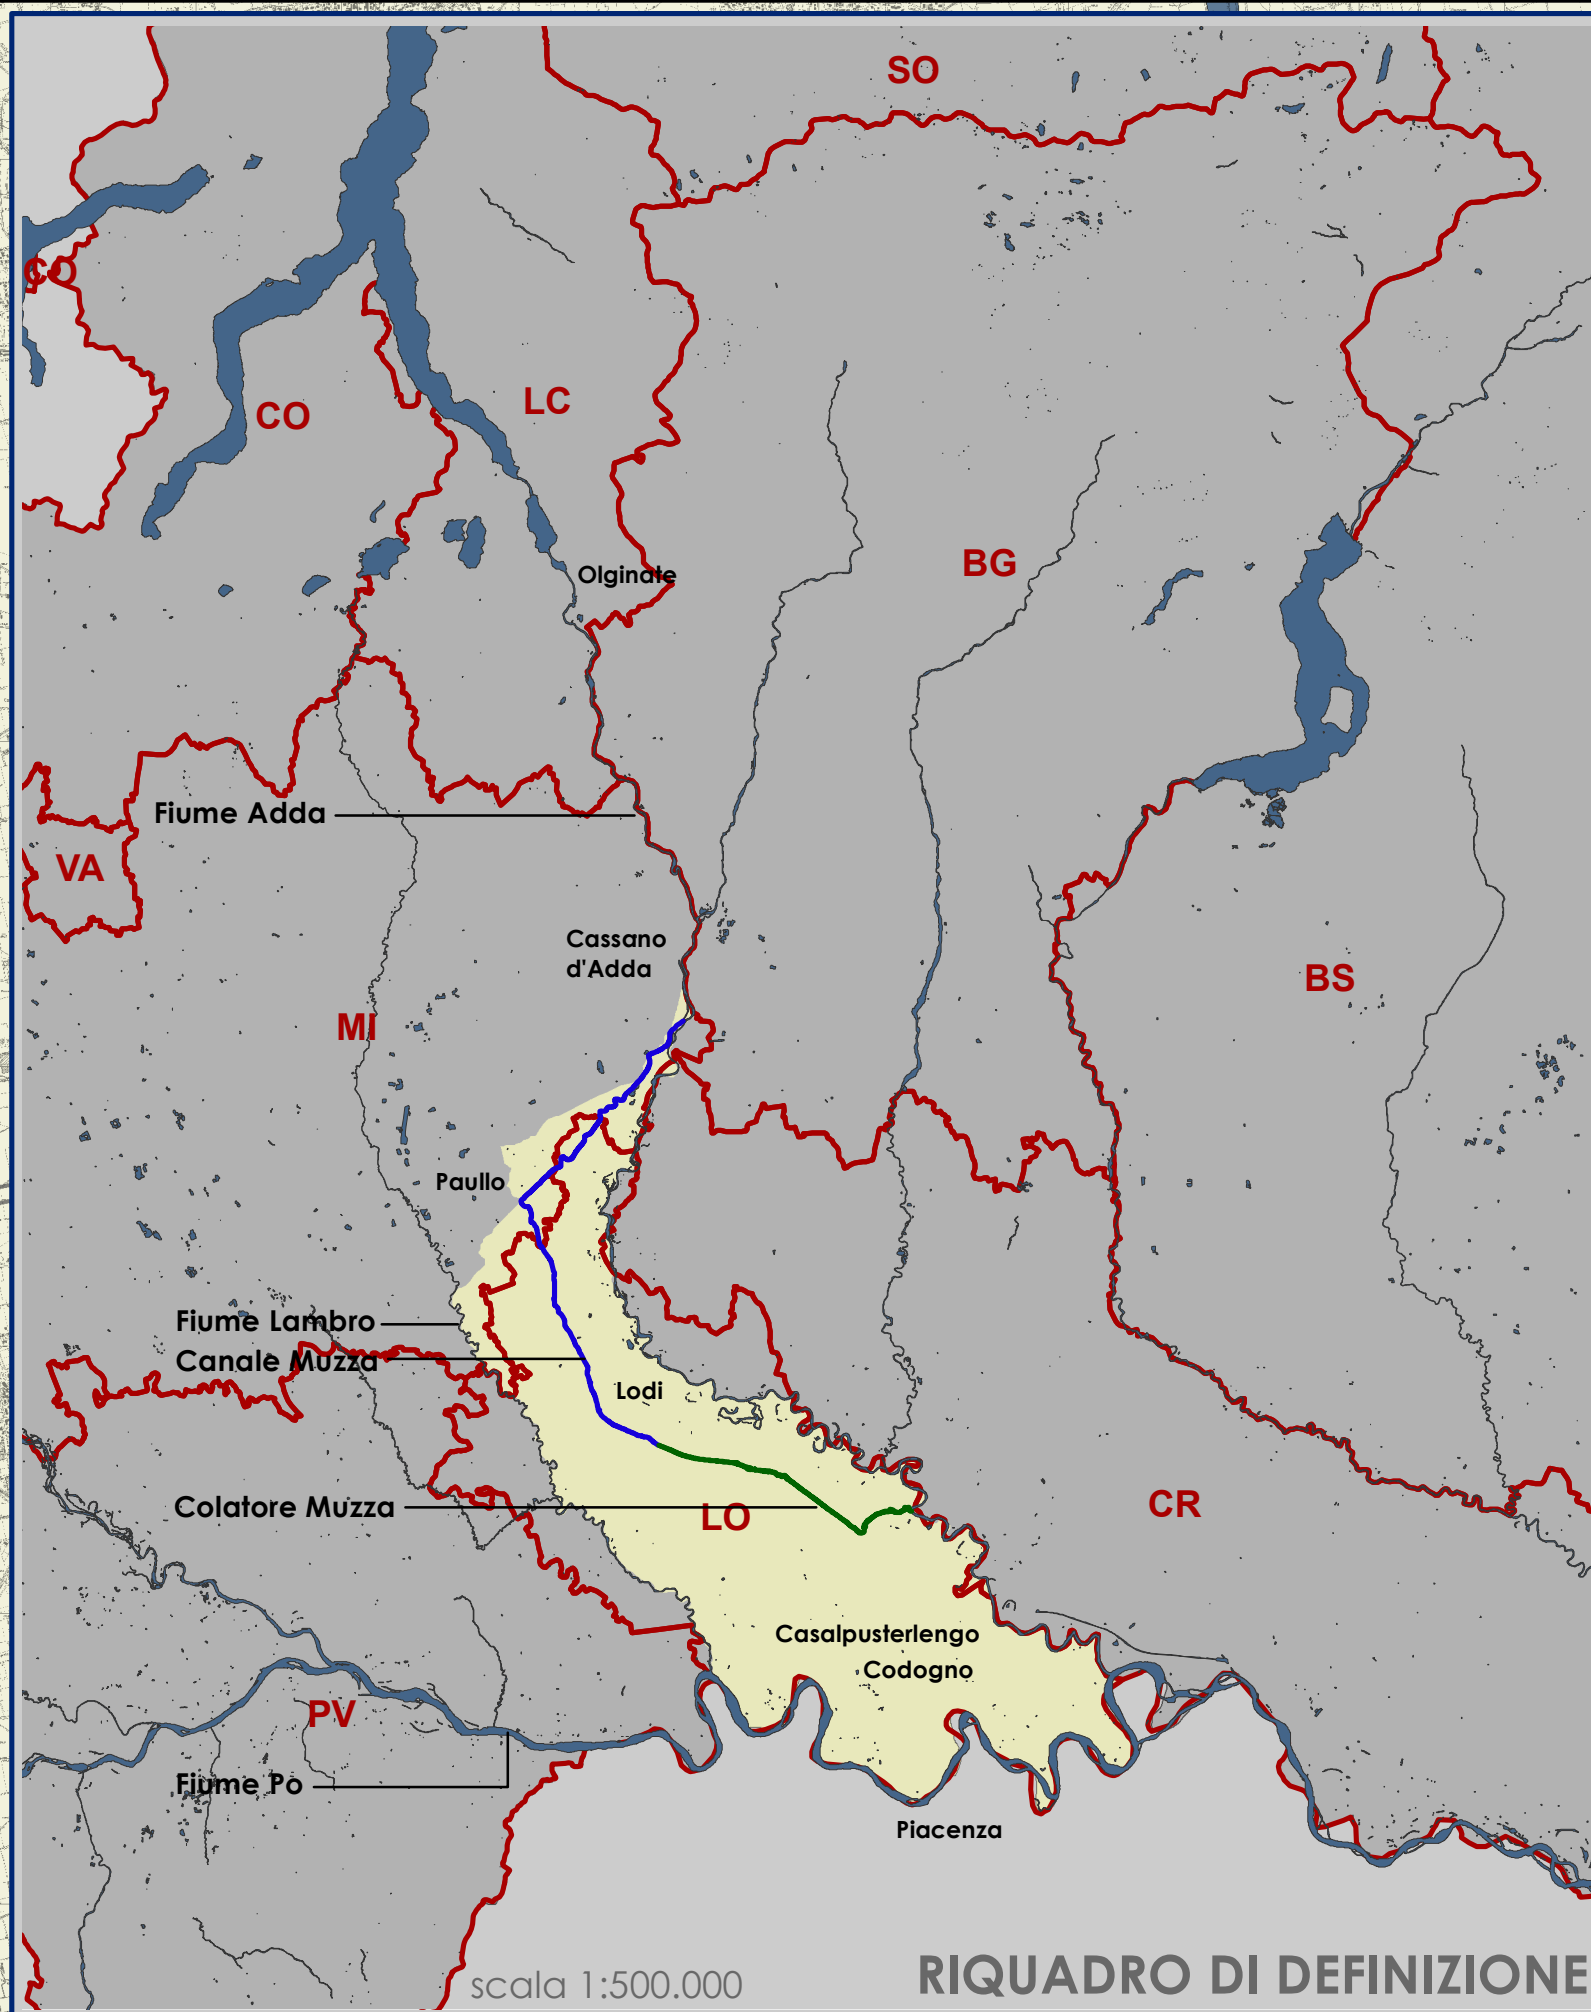 SO
CO
LC
CO
BG
Olginate
Fiume Adda
VA
Cassano
d'Adda
BS
MI
Paullo
Fiume Lambro
Canale Muzza
Lodi
Colatore Muzza
LO
CR
Casalpusterlengo
Codogno
PV
Fiume Po
Piacenza
scala 1:500.000
RIQUADRO DI DEFINIZIONE